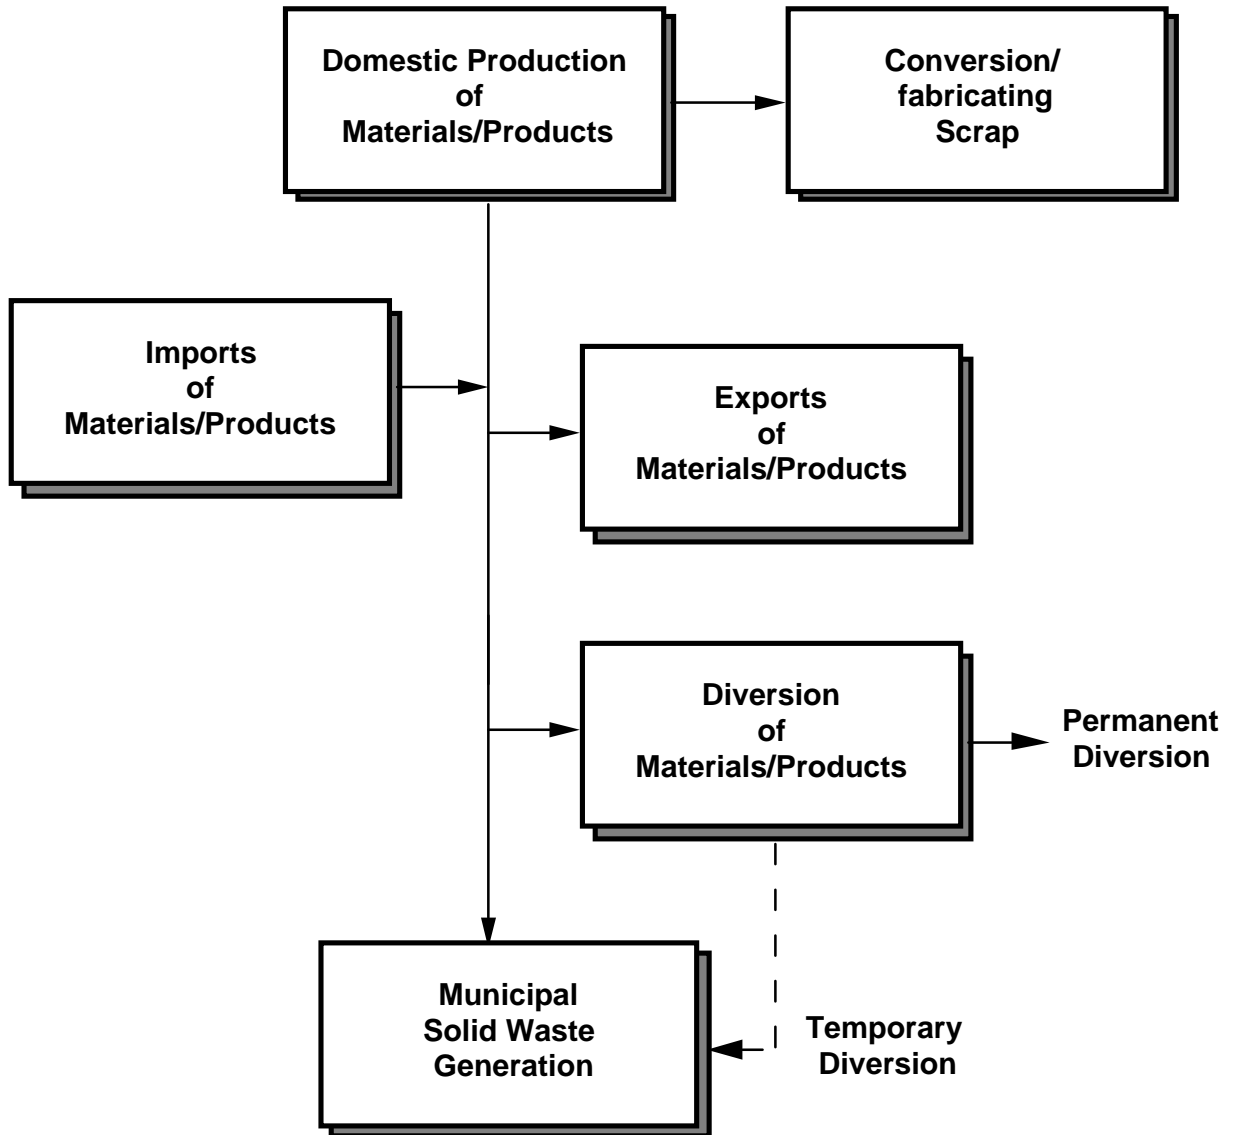 Domestic Production
of
Materials/Products
Conversion/
fabricating
Scrap
Imports
of
Materials/Products
Exports
of
Materials/Products
Diversion
of
Materials/Products
Permanent
Diversion
Municipal
Solid Waste
Generation
Temporary
Diversion